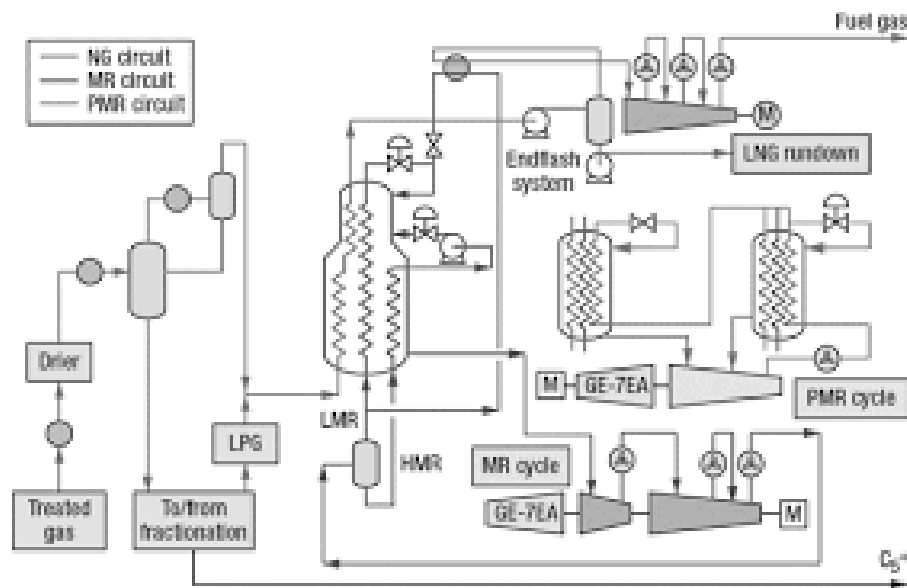 Fuel gas
NG circuit
MR circuit
PMR circuit
M
Endflash
system
LNG rundown
Drier
M
GE-7EA
PMR cycle
LMR
LPG
HMR
MR cycle
Treated
gas
To/from
fractionation
GE-7EA
M
C5+